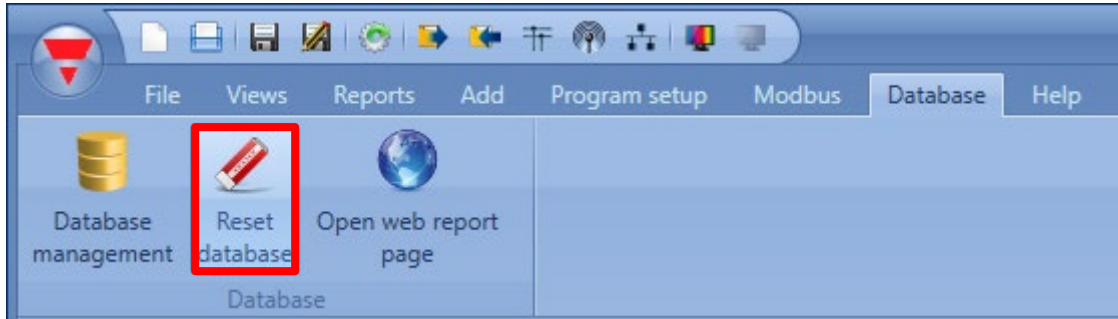 File Views Reports Add Program setup Modbus Database Help
Database management
Reset database
Open web report page
Database